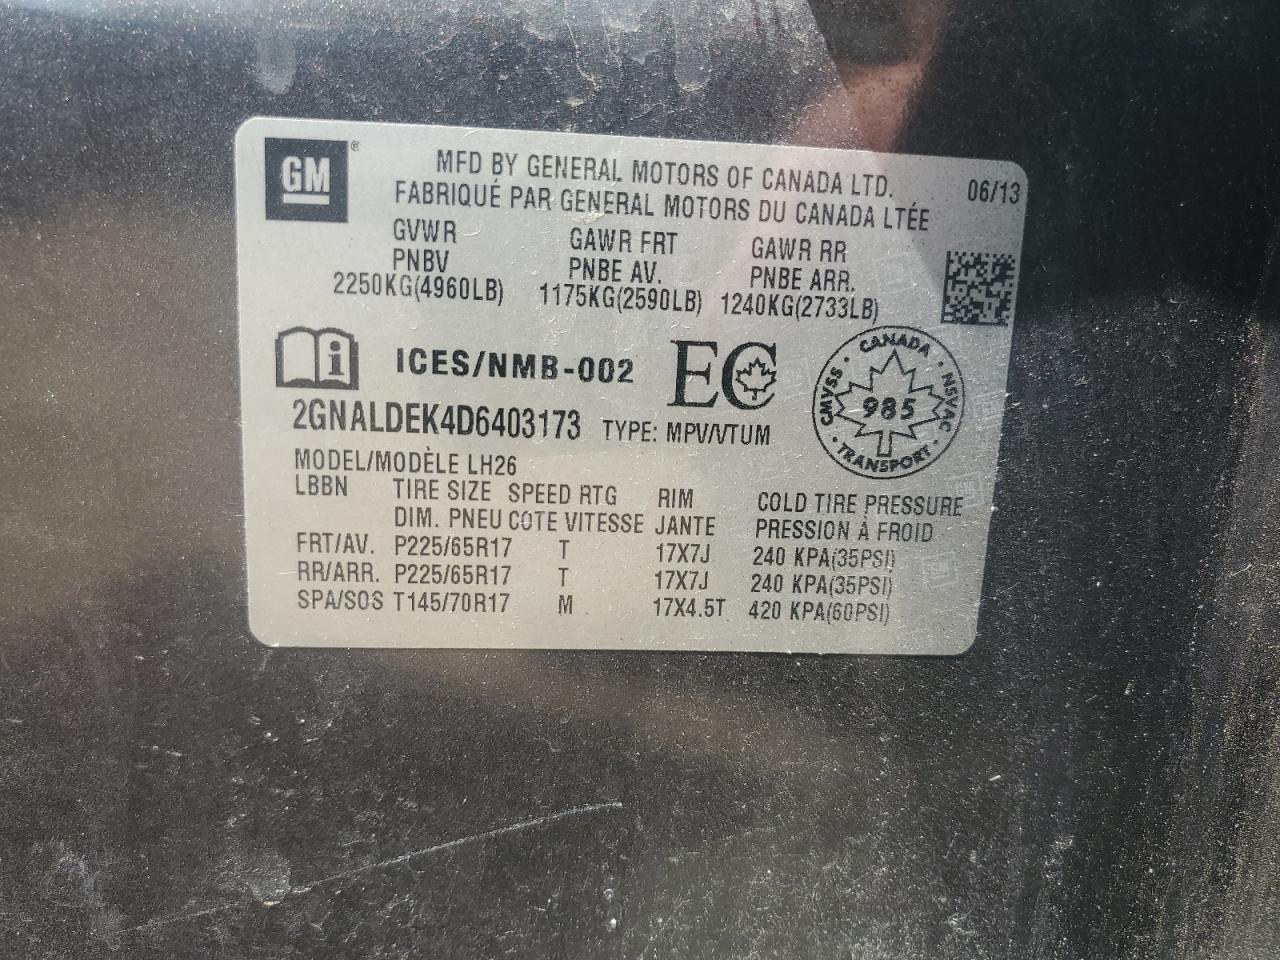 GM ®
MFD BY GENERAL MOTORS OF CANADA LTD. 06/13
FABRIQUÉ PAR GENERAL MOTORS DU CANADA LTÉE
GVWR GAWR FRT GAWR RR
PNBV PNBE AV. PNBE ARR.
2250KG(4960LB) 1175KG(2590LB) 1240KG(2733LB)
i ICES/NMB-002 EC
CANADA CMVSS NSVAC 985 TRANSPORT
2GNALDEK4D6403173 TYPE: MPV/VTUM
MODEL/MODÈLE LH26
LBBN TIRE SIZE SPEED RTG RIM COLD TIRE PRESSURE
DIM. PNEU COTE VITESSE JANTE PRESSION À FROID
FRT/AV. P225/65R17 T 17X7J 240 KPA(35PSI)
RR/ARR. P225/65R17 T 17X7J 240 KPA(35PSI)
SPA/SOS T145/70R17 M 17X4.5T 420 KPA(60PSI)